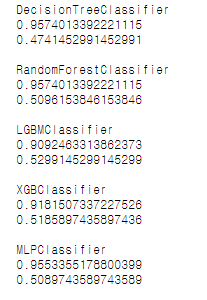 DecisionTreeClassifier
0.9574013392221115
0.4741452991452991
RandomForestClassifier
0.9574013392221115
0.5096153846153846
LGBMClassifier
0.9092463313862373
0.5299145299145299
XGBClassifier
0.9181507337227526
0.5185897435897436
MLPClassifier
0.9553355178800399
0.5089743589743589